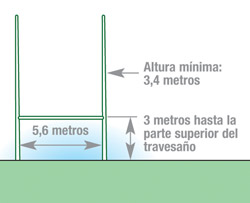 Altura mínima:
3,4 metros
5,6 metros
3 metros hasta la
parte superior del
travesaño